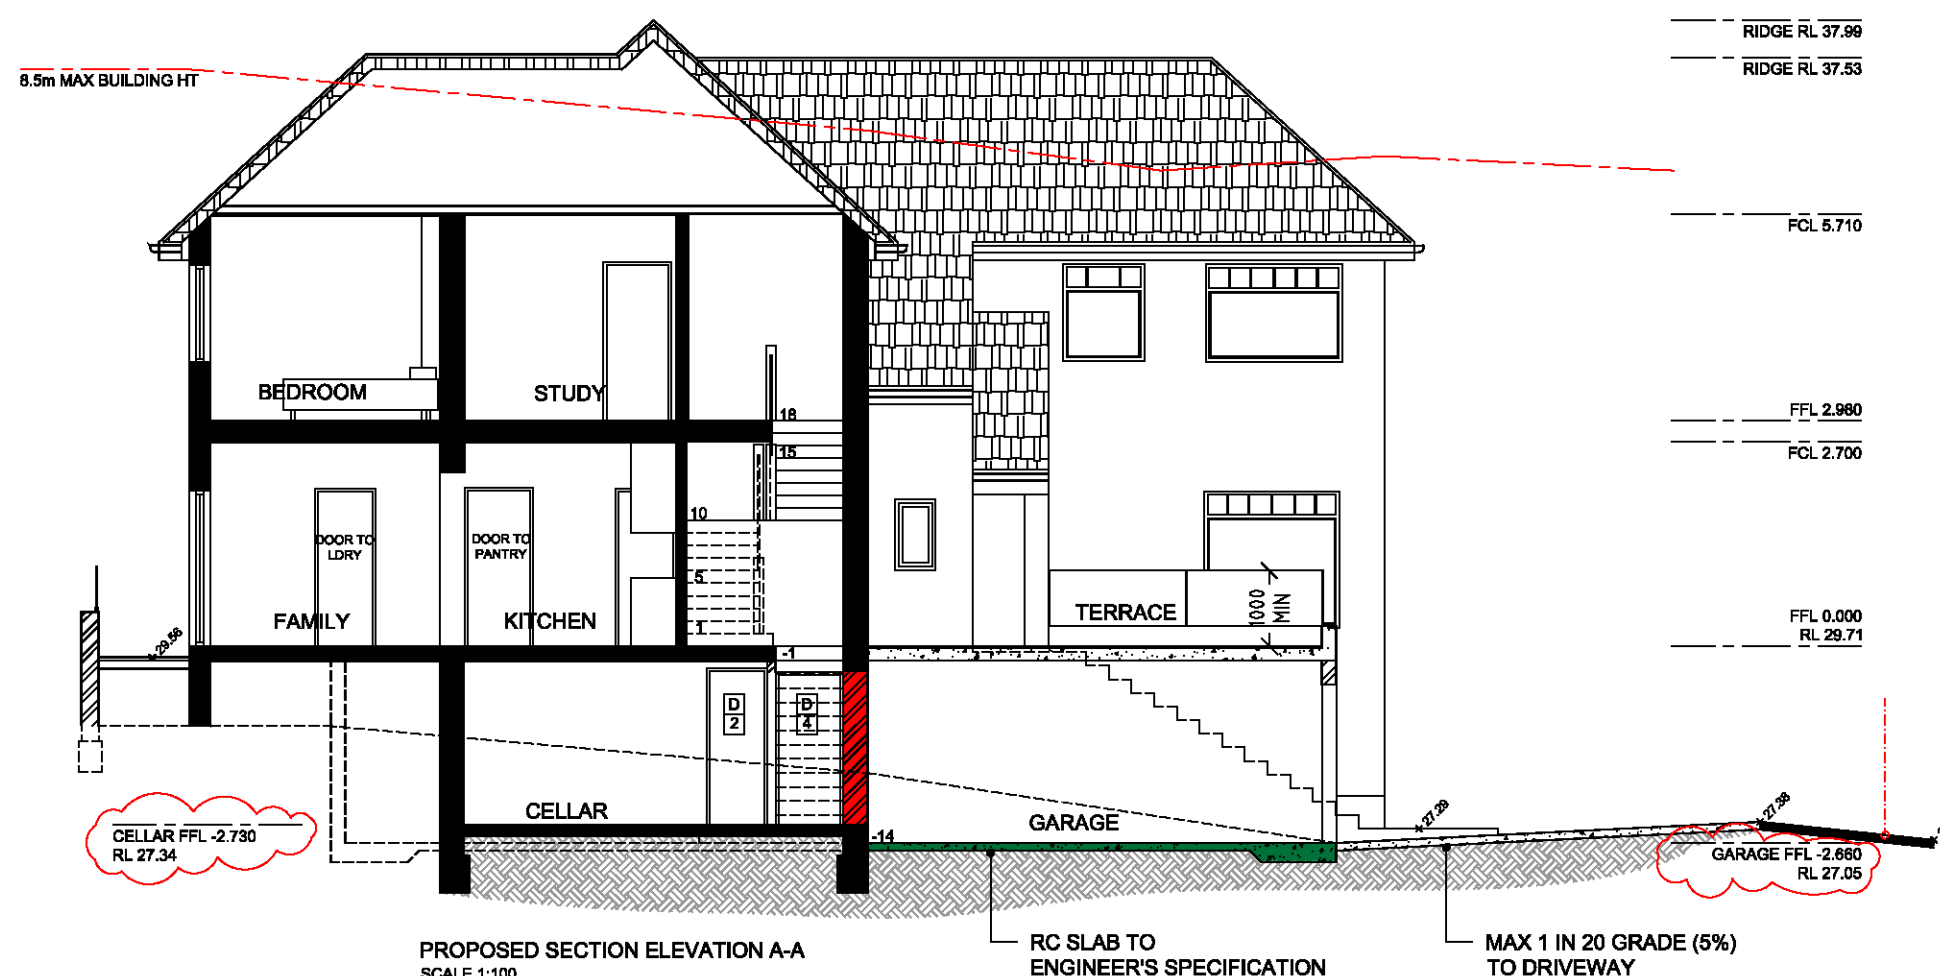 RIDGE RL 37.99
RIDGE RL 37.53
8.5m MAX BUILDING HT
FCL 5.710
BEDROOM
STUDY
18
FFL 2.980
15
FCL 2.700
10
DOOR TO
LDRY
DOOR TO
PANTRY
5
FAMILY
KITCHEN
1
TERRACE
1000
MIN
FFL 0.000
RL 29.71
29.56
-1
D
2
D
4
CELLAR
GARAGE
-14
27.29
27.38
CELLAR FFL -2.730
RL 27.34
GARAGE FFL -2.660
RL 27.05
PROPOSED SECTION ELEVATION A-A
SCALE 1:100
RC SLAB TO
ENGINEER'S SPECIFICATION
MAX 1 IN 20 GRADE (5%)
TO DRIVEWAY